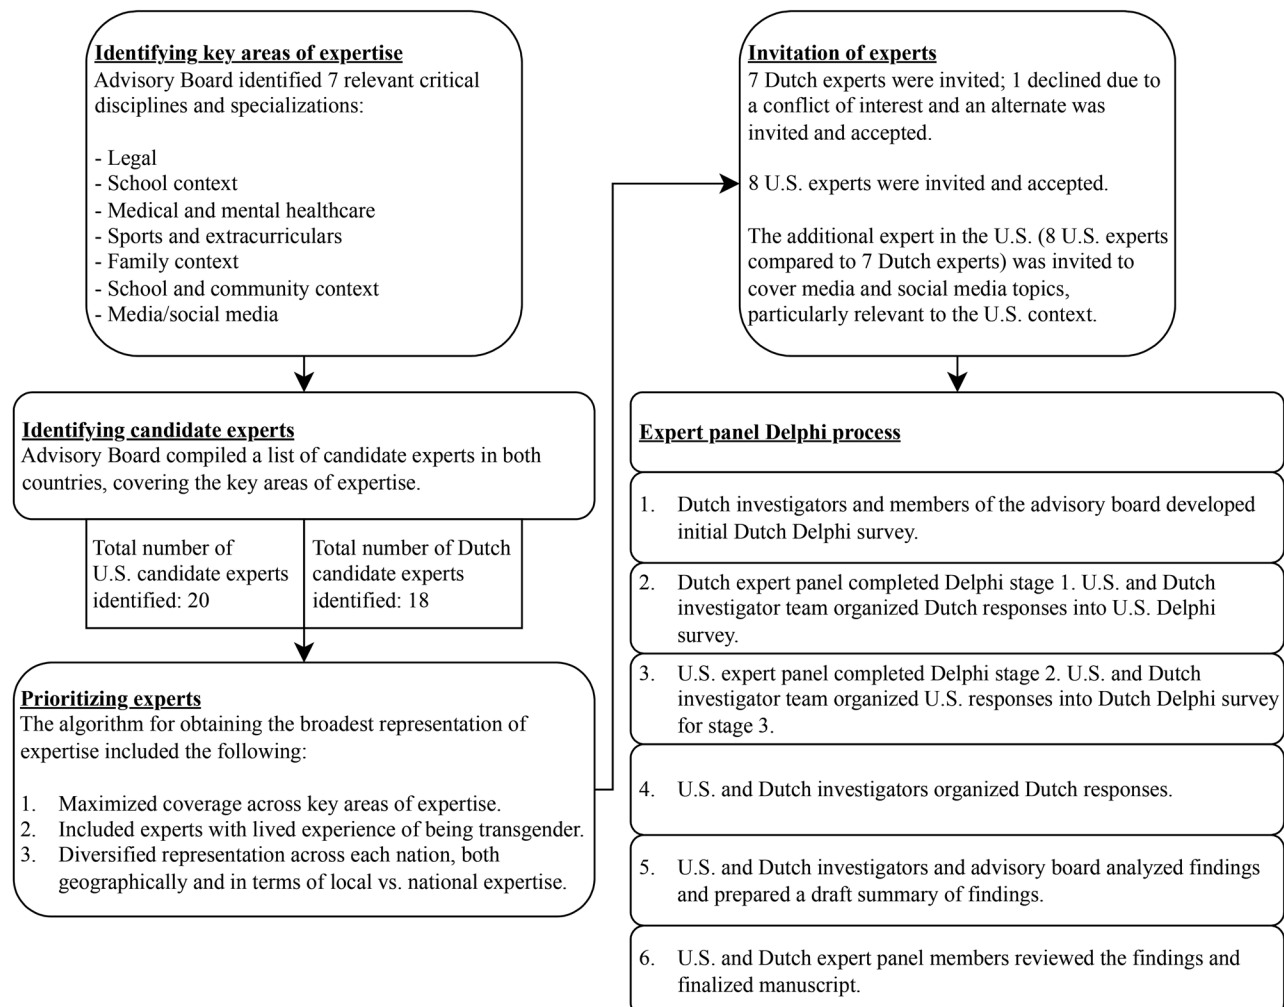 Identifying key areas of expertise
Advisory Board identified 7 relevant critical
disciplines and specializations:
- Legal
- School context
- Medical and mental healthcare
- Sports and extracurriculars
- Family context
- School and community context
- Media/social media
Identifying candidate experts
Advisory Board compiled a list of candidate experts in both
countries, covering the key areas of expertise.
Total number of
U.S. candidate experts
identified: 20
Total number of Dutch
candidate experts
identified: 18
Prioritizing experts
The algorithm for obtaining the broadest representation of
expertise included the following:
1. Maximized coverage across key areas of expertise.
2. Included experts with lived experience of being transgender.
3. Diversified representation across each nation, both
geographically and in terms of local vs. national expertise.
Invitation of experts
7 Dutch experts were invited; 1 declined due to
a conflict of interest and an alternate was
invited and accepted.
8 U.S. experts were invited and accepted.
The additional expert in the U.S. (8 U.S. experts
compared to 7 Dutch experts) was invited to
cover media and social media topics,
particularly relevant to the U.S. context.
Expert panel Delphi process
1. Dutch investigators and members of the advisory board developed
initial Dutch Delphi survey.
2. Dutch expert panel completed Delphi stage 1. U.S. and Dutch
investigator team organized Dutch responses into U.S. Delphi
survey.
3. U.S. expert panel completed Delphi stage 2. U.S. and Dutch
investigator team organized U.S. responses into Dutch Delphi survey
for stage 3.
4. U.S. and Dutch investigators organized Dutch responses.
5. U.S. and Dutch investigators and advisory board analyzed findings
and prepared a draft summary of findings.
6. U.S. and Dutch expert panel members reviewed the findings and
finalized manuscript.